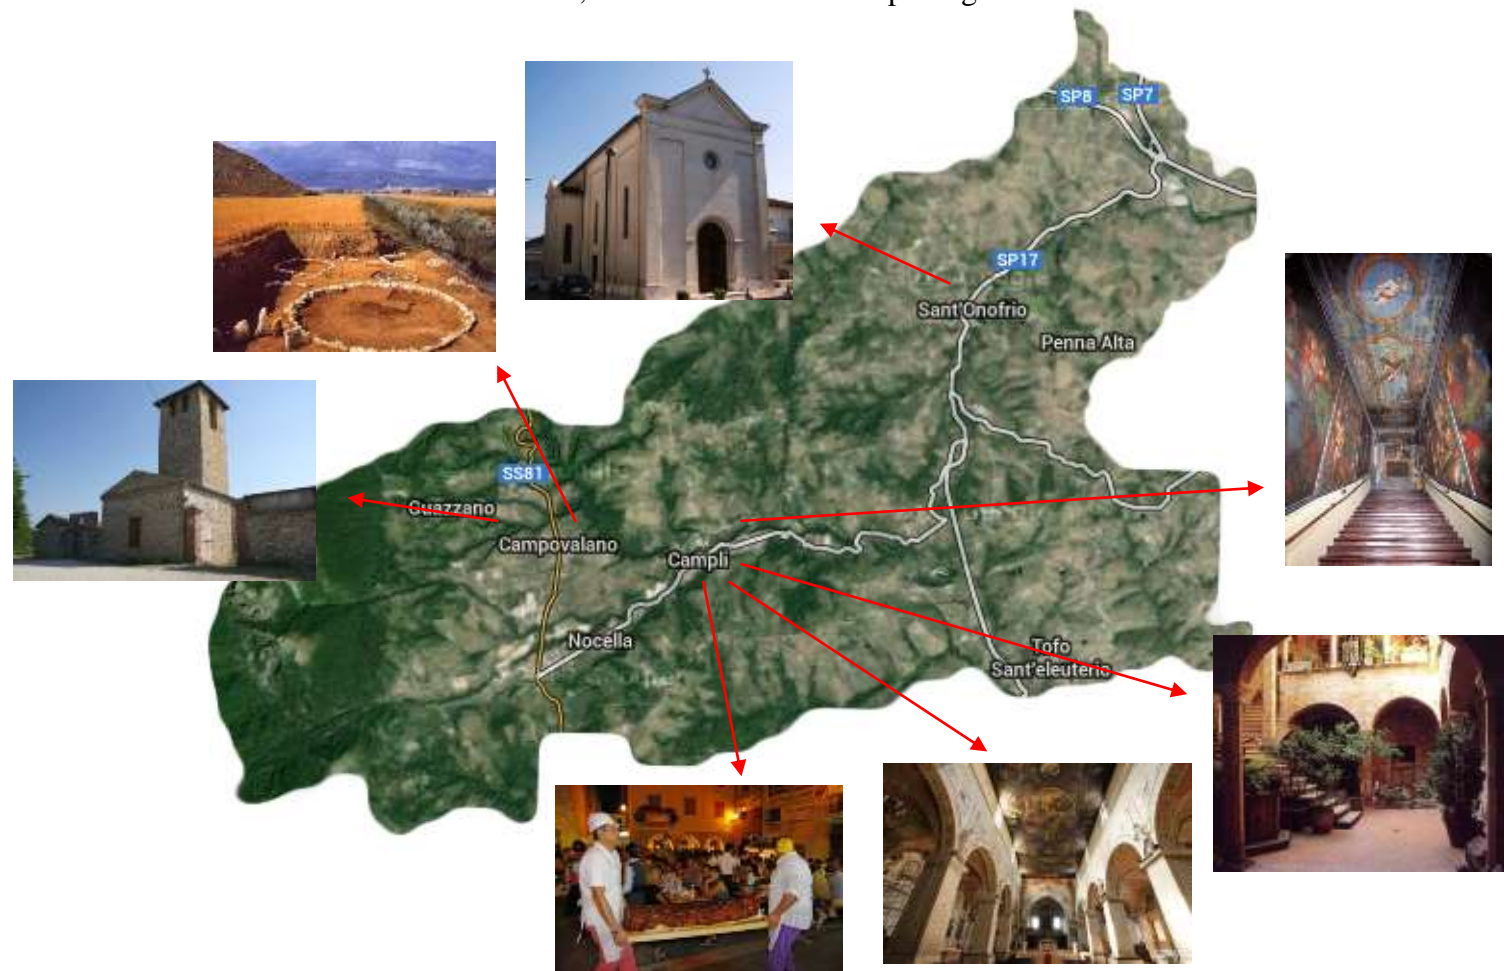 SP8
SP7
SP17
Sant'Onofrio
Penna Alta
SS81
Guazzano
Campovalano
Campli
Nocella
Tofo
Sant'eleuterio